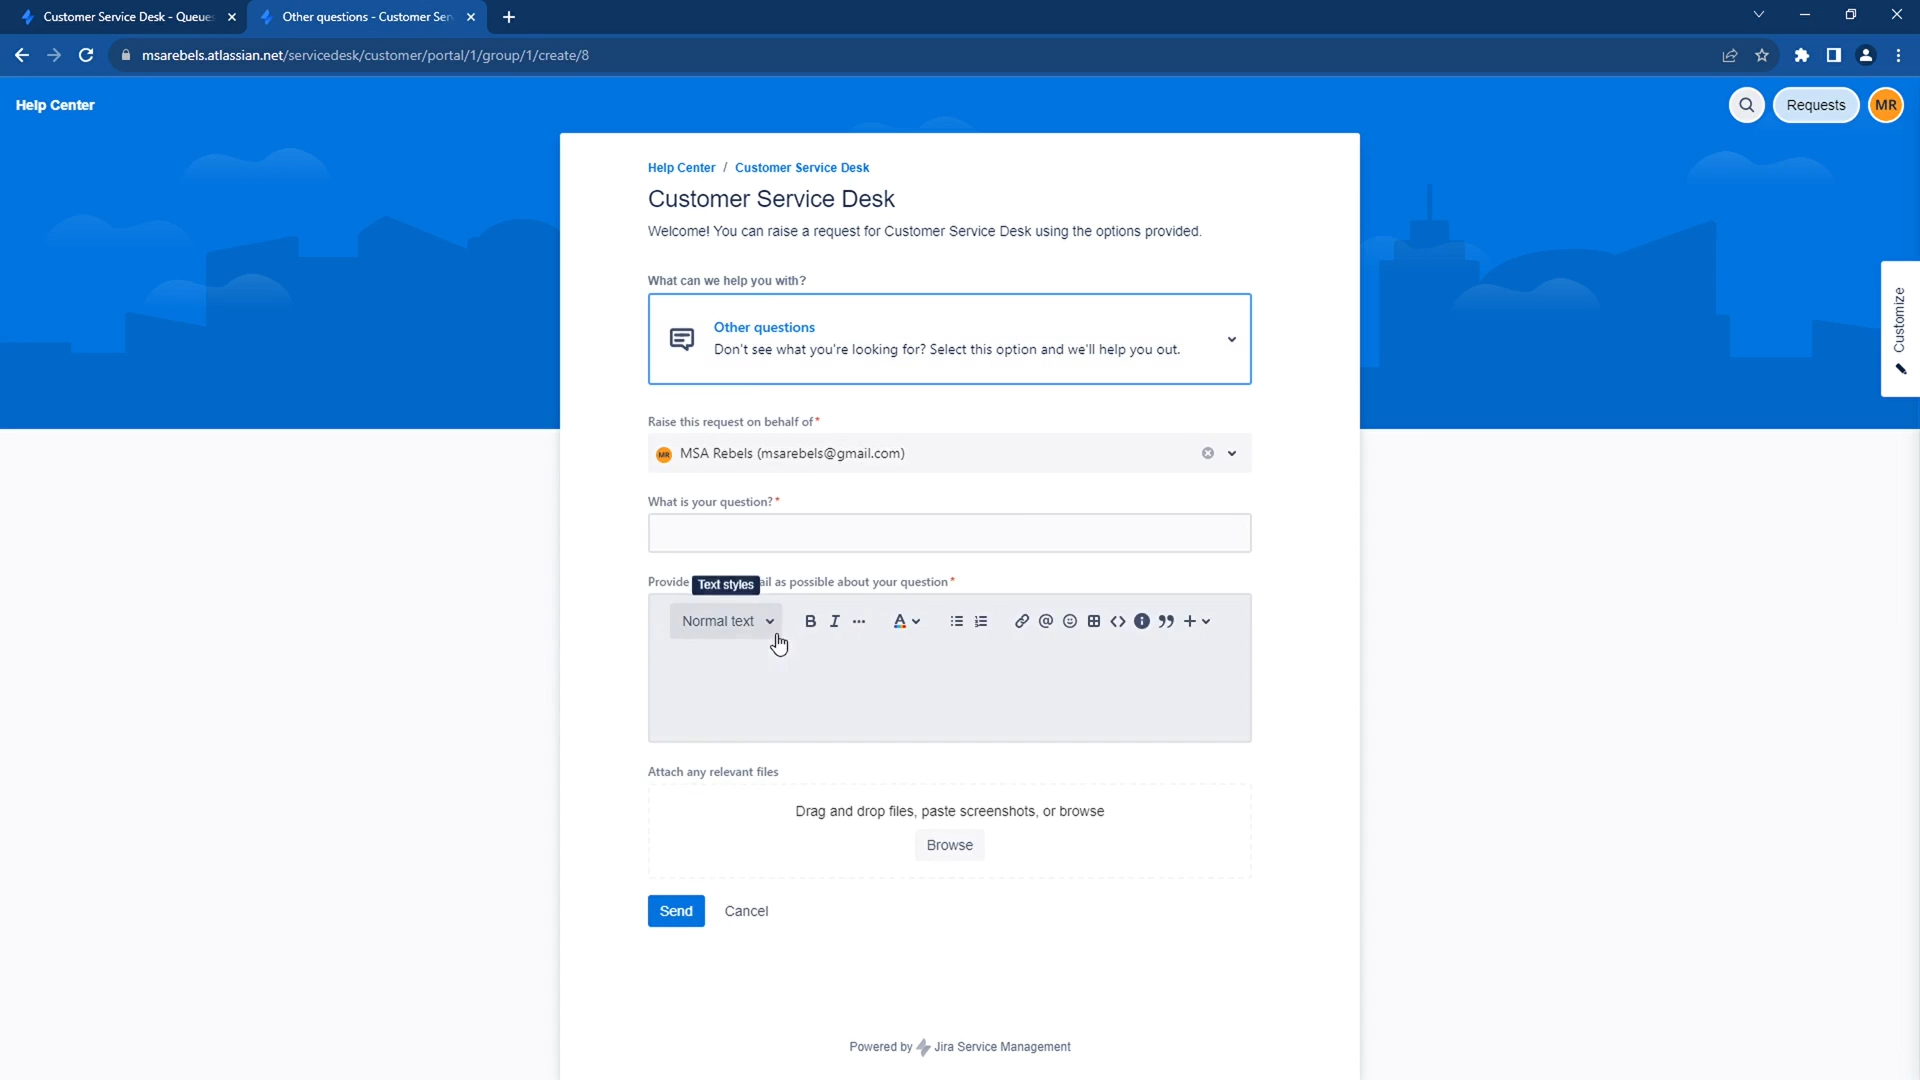 Customer Service Desk - Queue
Other questions - Customer Ser
msarebels.atlassian.net/servicedesk/customer/portal/1/group/1/create/8
Help Center
Requests
MR
Help Center / Customer Service Desk
Customer Service Desk
Welcome! You can raise a request for Customer Service Desk using the options provided.
What can we help you with?
Other questions
Don't see what you're looking for? Select this option and we'll help you out.
Customize
Raise this request on behalf of*
MR MSA Rebels (msarebels@gmail.com)
What is your question?*
Provide ail as possible about your question*
Text styles
Normal text
B I ··· A
Attach any relevant files
Drag and drop files, paste screenshots, or browse
Browse
Send
Cancel
Powered by Jira Service Management